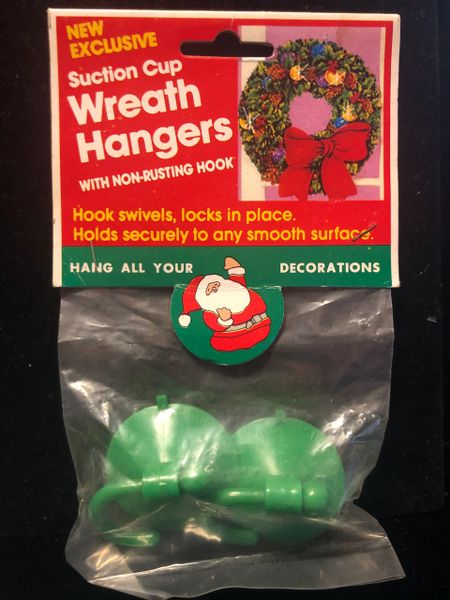 NEW
EXCLUSIVE
Suction Cup
Wreath
Hangers
WITH NON-RUSTING HOOK
Hook swivels, locks in place.
Holds securely to any smooth surface.
HANG ALL YOUR DECORATIONS